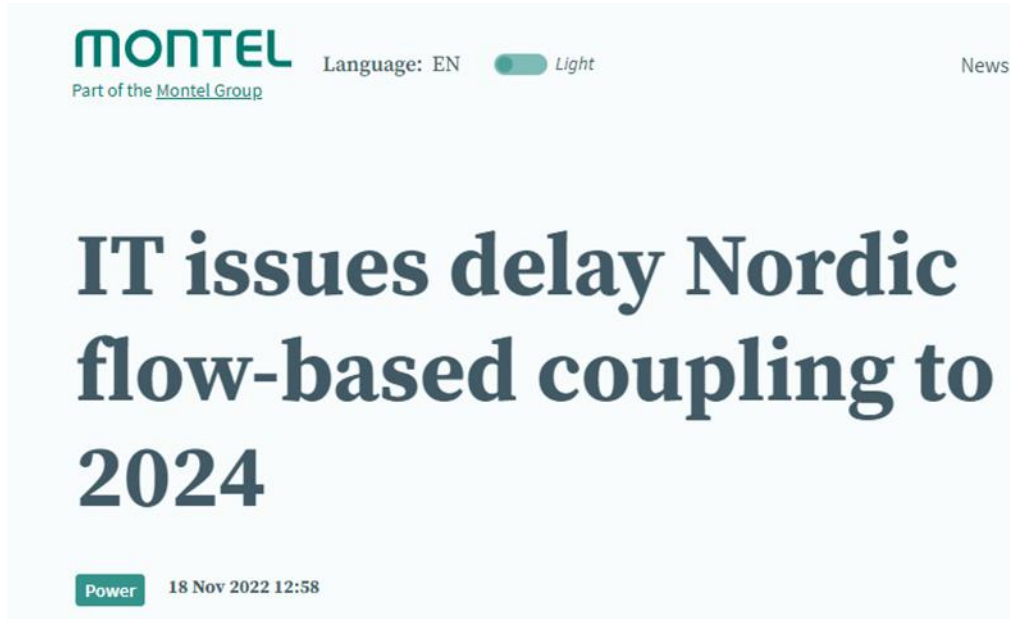 MONTEL
Part of the Montel Group
Language: EN
Light
News
IT issues delay Nordic
flow-based coupling to
2024
Power
18 Nov 2022 12:58